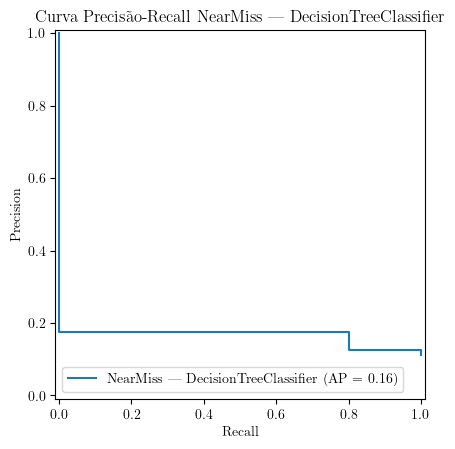 Curva Precisão-Recall NearMiss — DecisionTreeClassifier
1.0
0.8
0.6
0.4
0.2
0.0
Precision
NearMiss — DecisionTreeClassifier (AP = 0.16)
0.0 0.2 0.4 0.6 0.8 1.0
Recall